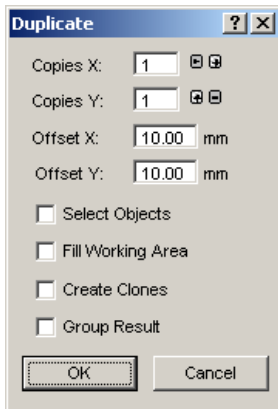 Duplicate
Copies X: 1
Copies Y: 1
Offset X: 10.00 mm
Offset Y: 10.00 mm
Select Objects
Fill Working Area
Create Clones
Group Result
OK Cancel